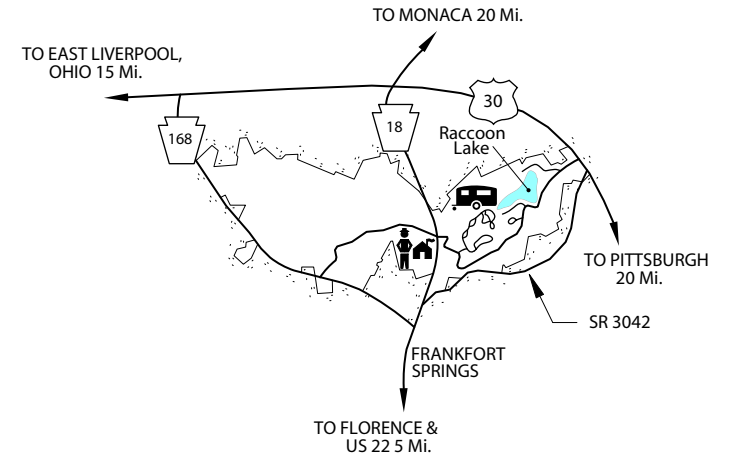 TO MONACA 20 Mi.
TO EAST LIVERPOOL,
OHIO 15 Mi.
30
18
168
Raccoon
Lake
TO PITTSBURGH
20 Mi.
SR 3042
FRANKFORT
SPRINGS
TO FLORENCE &
US 22 5 Mi.